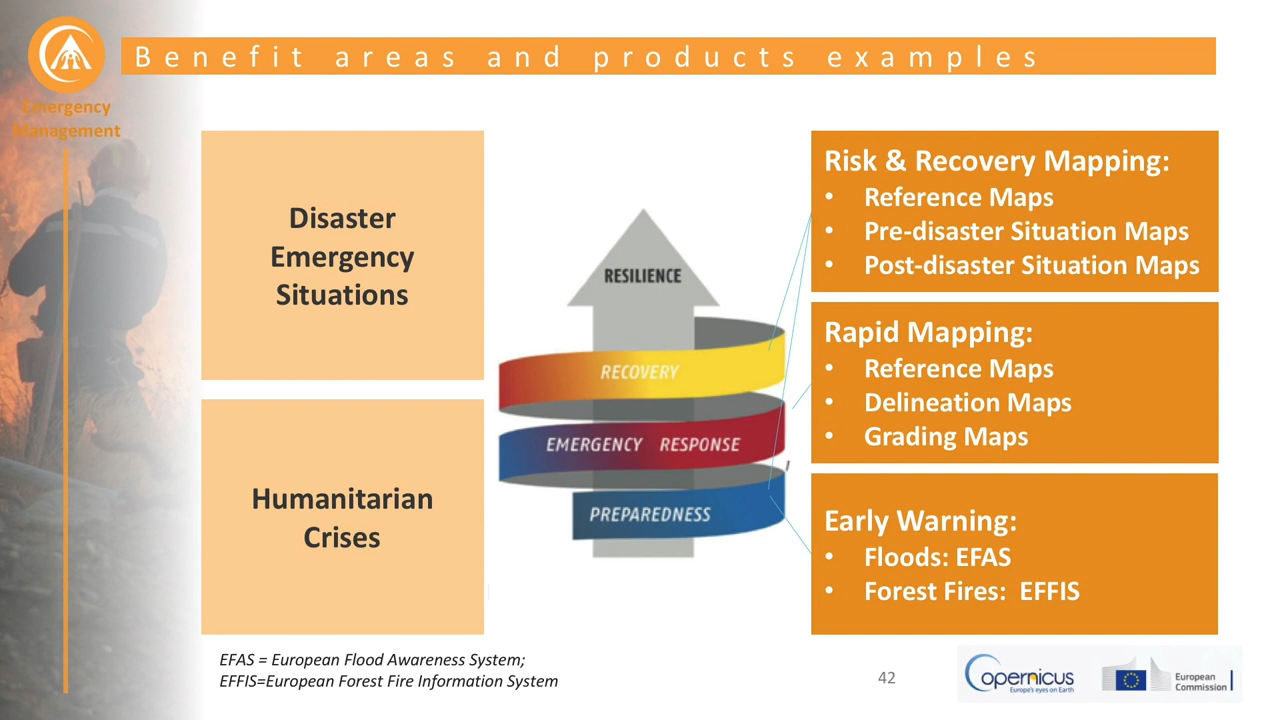 Benefit areas and products examples
Emergency
Management
Disaster
Emergency
Situations
Humanitarian
Crises
RESILIENCE
RECOVERY
EMERGENCY RESPONSE
PREPAREDNESS
Risk & Recovery Mapping:
• Reference Maps
• Pre-disaster Situation Maps
• Post-disaster Situation Maps
Rapid Mapping:
• Reference Maps
• Delineation Maps
• Grading Maps
Early Warning:
• Floods: EFAS
• Forest Fires: EFFIS
EFAS = European Flood Awareness System;
EFFIS=European Forest Fire Information System
42
Copernicus
Europe's eyes on Earth
European
Commission